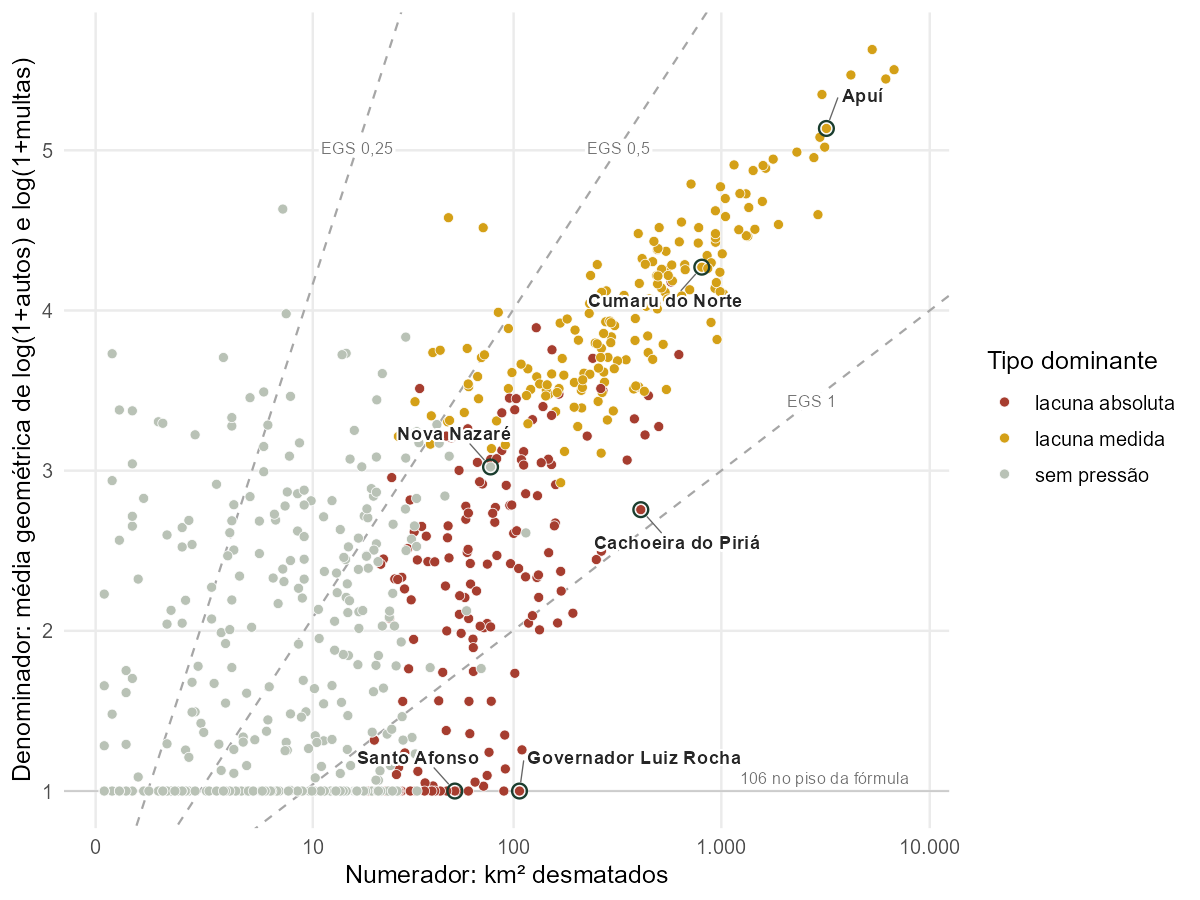 Denominador: média geométrica de log(1+autos) e log(1+multas)
5
4
3
2
1
EGS 0,25
EGS 0,5
EGS 1
Apuí
Cumaru do Norte
Nova Nazaré
Cachoeira do Piriá
Santo Afonso
Governador Luiz Rocha
106 no piso da fórmula
0
10
100
1.000
10.000
Numerador: km² desmatados
Tipo dominante
lacuna absoluta
lacuna medida
sem pressão